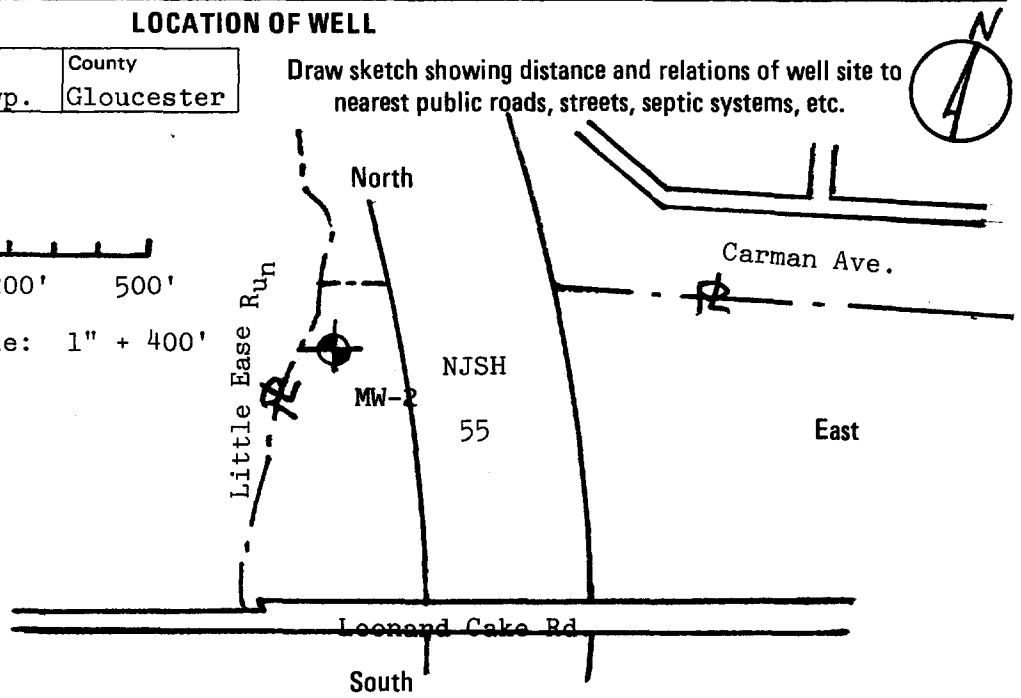 LOCATION OF WELL
N
County
Gloucester
Draw sketch showing distance and relations of well site to
nearest public roads, streets, septic systems, etc.
North
Carman Ave.
500'
1" + 400'
Little Ease Run
PL
PL
NJSH
55
MW-2
East
Leonard Cake Rd
South